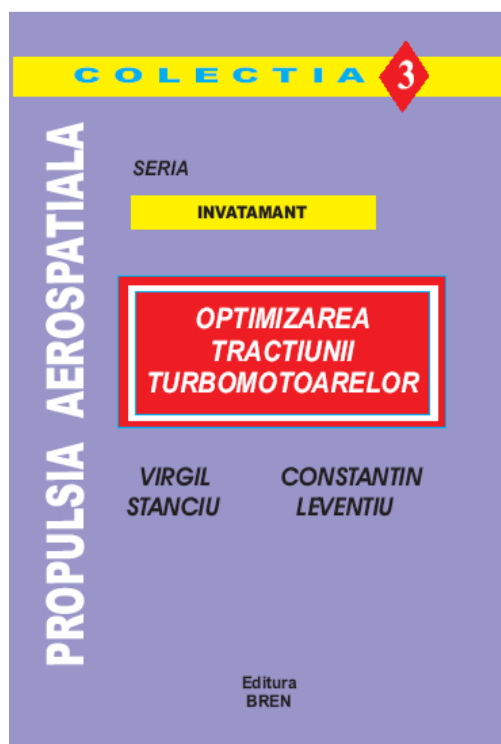 COLECTIA 3
PROPULSIA AEROSPATIALA
SERIA
INVATAMANT
OPTIMIZAREA
TRACTIUNII
TURBOMOTOARELOR
VIRGIL
STANCIU
CONSTANTIN
LEVENTIU
Editura
BREN